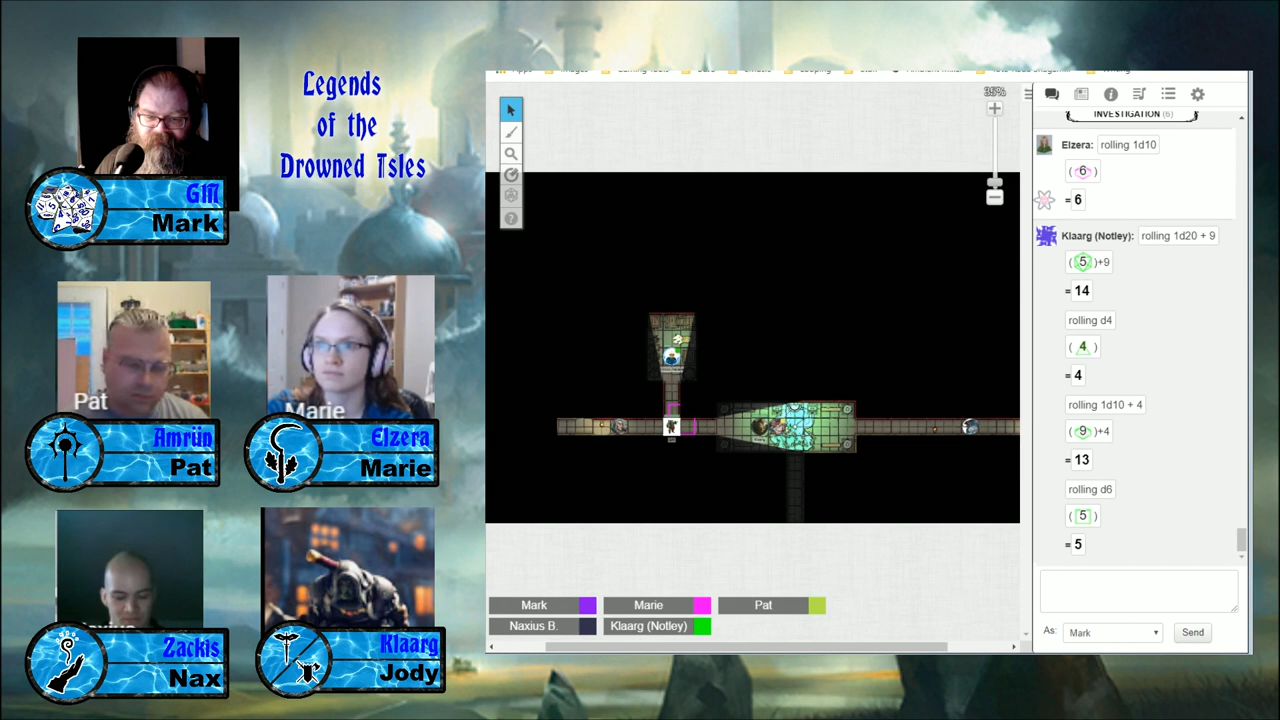 Legends
of the
Drowned Isles
GM
Mark
Pat
Amrün
Pat
Marie
Elzera
Marie
Zackis
Nax
Klaarg
Jody
85%
INVESTIGATION (6)
Elzera: rolling 1d10
( 6 )
= 6
Klaarg (Notley): rolling 1d20 + 9
( 5 )+9
= 14
rolling d4
( 4 )
= 4
rolling 1d10 + 4
( 9 )+4
= 13
rolling d6
( 5 )
= 5
Mark
Marie
Pat
Naxius B.
Klaarg (Notley)
As: Mark
Send